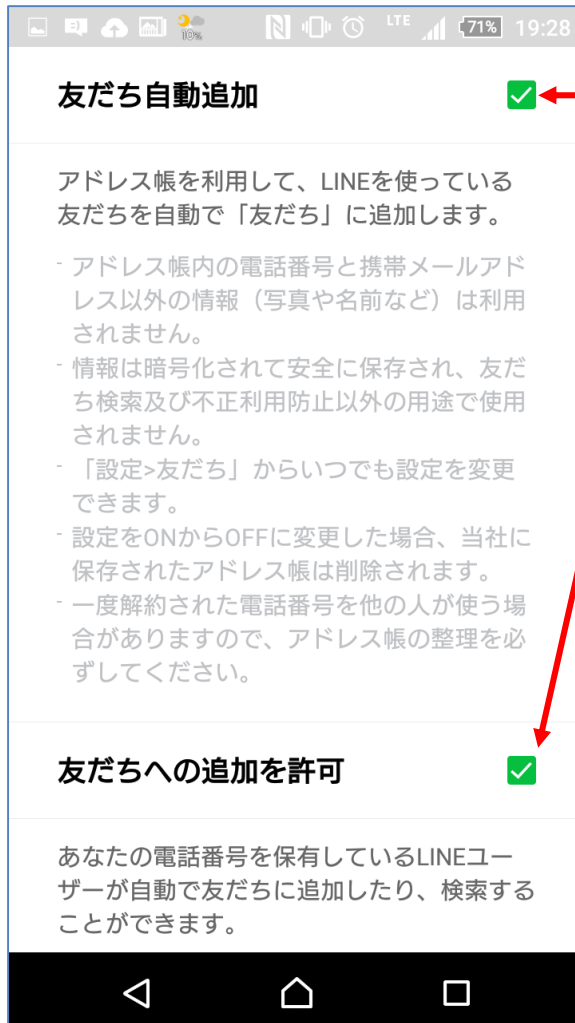 10% LTE 71% 19:28
友だち自動追加
アドレス帳を利用して、LINEを使っている
友だちを自動で「友だち」に追加します。
- アドレス帳内の電話番号と携帯メールアド
レス以外の情報（写真や名前など）は利用
されません。
- 情報は暗号化されて安全に保存され、友だ
ち検索及び不正利用防止以外の用途で使用
されません。
- 「設定>友だち」からいつでも設定を変更
できます。
- 設定をONからOFFに変更した場合、当社に
保存されたアドレス帳は削除されます。
- 一度解約された電話番号を他の人が使う場
合がありますので、アドレス帳の整理を必
ずしてください。
友だちへの追加を許可
あなたの電話番号を保有しているLINEユー
ザーが自動で友だちに追加したり、検索する
ことができます。